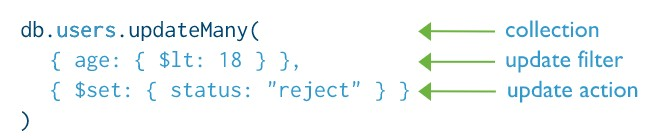 db.users.updateMany( collection
{ age: { $lt: 18 } }, update filter
{ $set: { status: "reject" } } update action
)